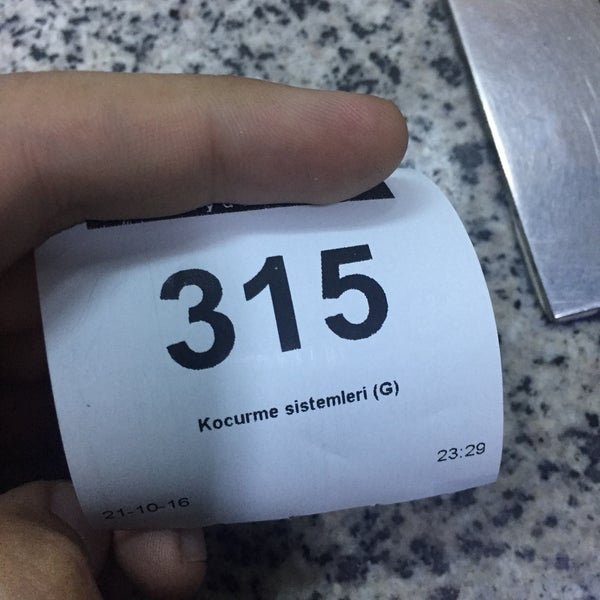 315
Kocurme sistemleri (G)
23:29
21-10-16